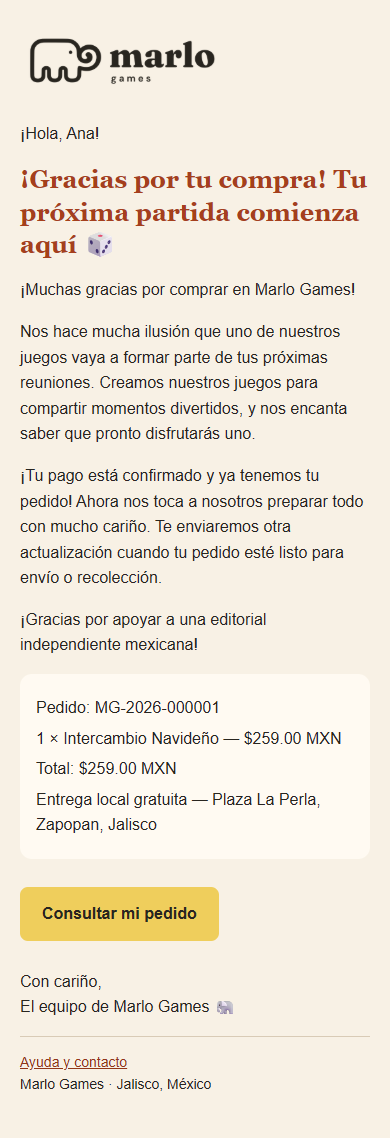 marlo
games
¡Hola, Ana!
¡Gracias por tu compra! Tu
próxima partida comienza
aquí 🎲
¡Muchas gracias por comprar en Marlo Games!
Nos hace mucha ilusión que uno de nuestros
juegos vaya a formar parte de tus próximas
reuniones. Creamos nuestros juegos para
compartir momentos divertidos, y nos encanta
saber que pronto disfrutarás uno.
¡Tu pago está confirmado y ya tenemos tu
pedido! Ahora nos toca a nosotros preparar todo
con mucho cariño. Te enviaremos otra
actualización cuando tu pedido esté listo para
envío o recolección.
¡Gracias por apoyar a una editorial
independiente mexicana!
Pedido: MG-2026-000001
1 × Intercambio Navideño — $259.00 MXN
Total: $259.00 MXN
Entrega local gratuita — Plaza La Perla,
Zapopan, Jalisco
Consultar mi pedido
Con cariño,
El equipo de Marlo Games 🐘
Ayuda y contacto
Marlo Games · Jalisco, México